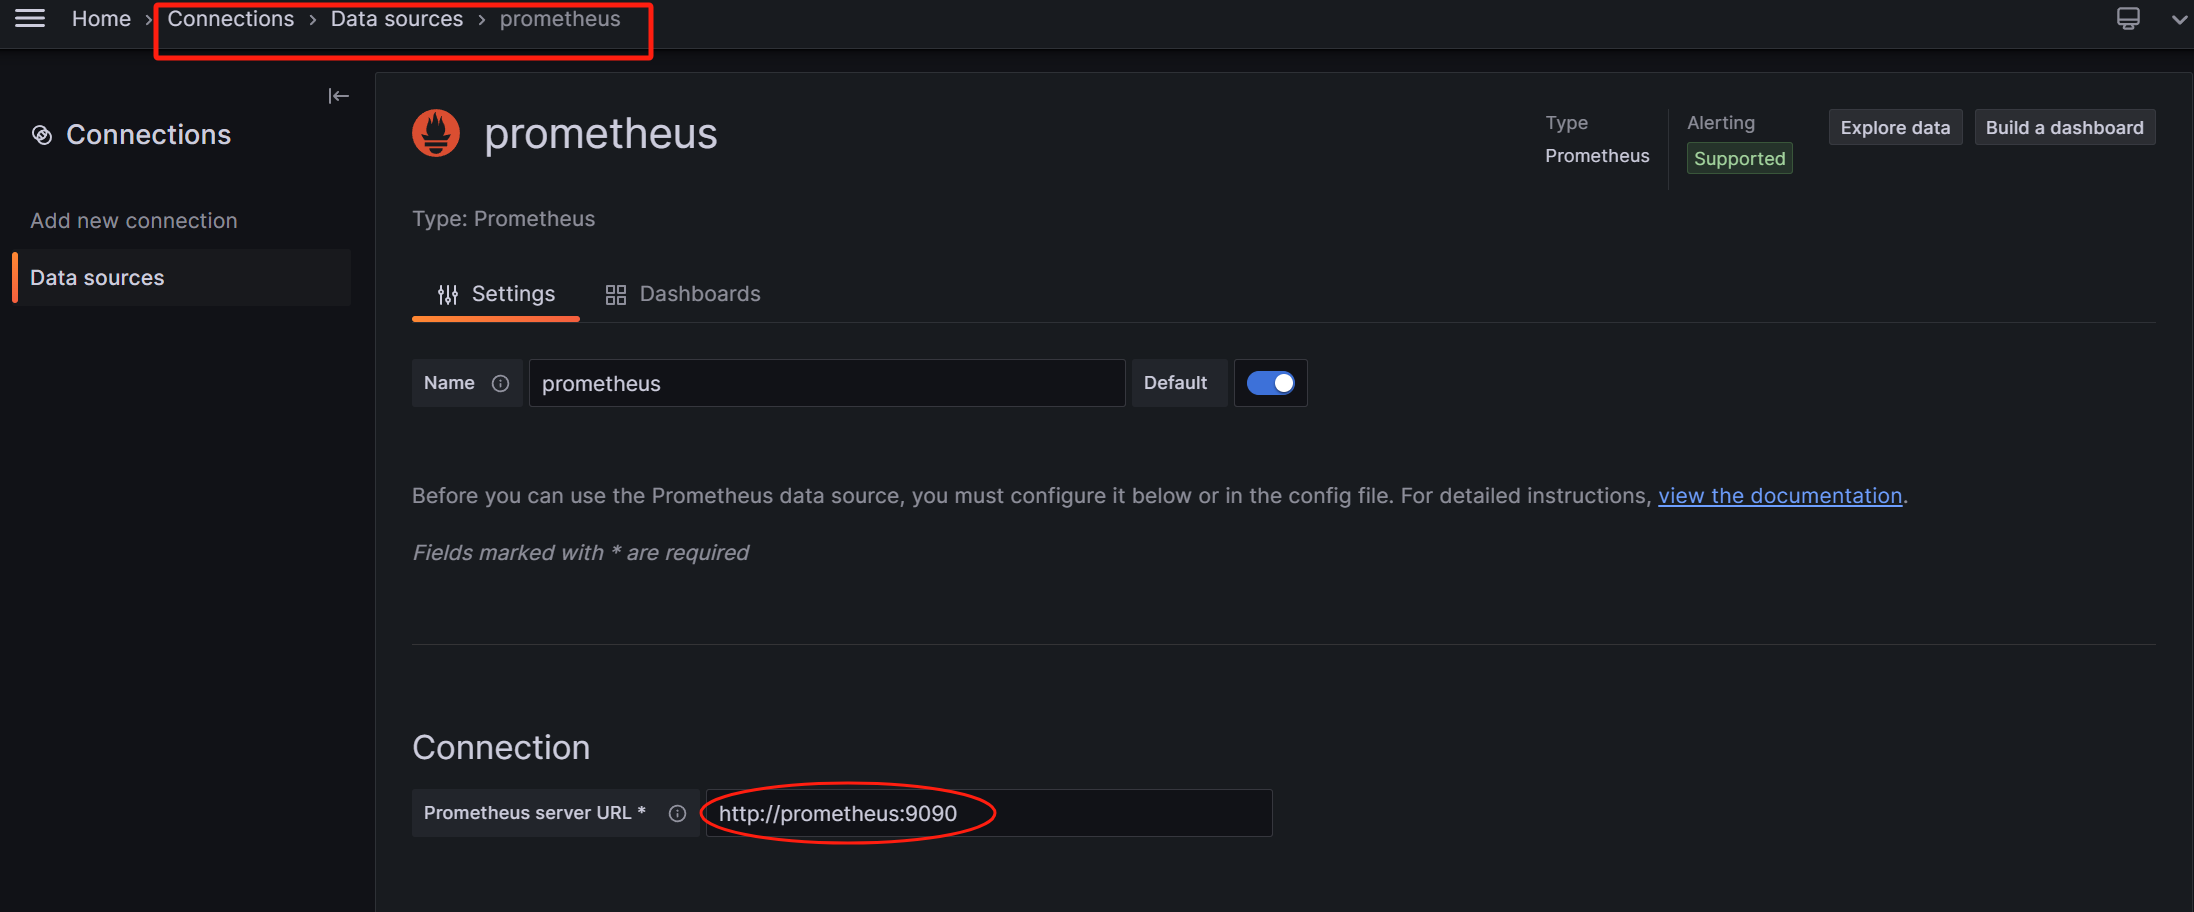 Home › Connections › Data sources › prometheus
Connections
Add new connection
Data sources
prometheus
Type
Prometheus
Alerting
Supported
Explore data
Build a dashboard
Type: Prometheus
Settings
Dashboards
Name
prometheus
Default
Before you can use the Prometheus data source, you must configure it below or in the config file. For detailed instructions, view the documentation.
Fields marked with * are required
Connection
Prometheus server URL *
http://prometheus:9090